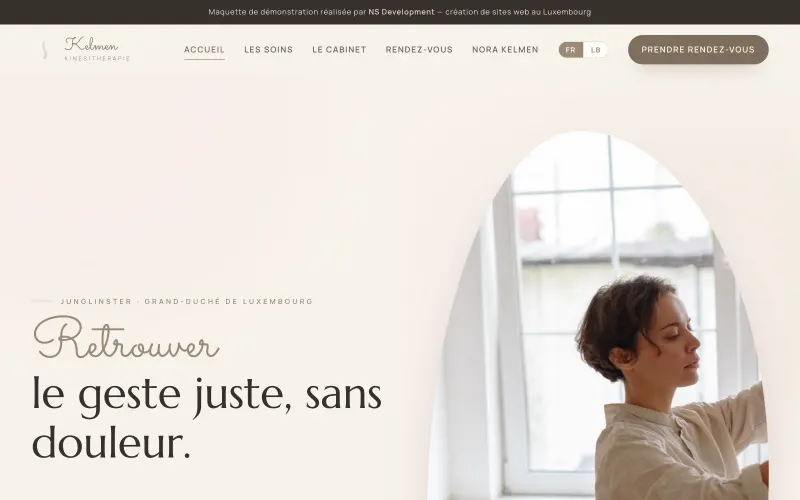 Maquette de démonstration réalisée par NS Development — création de sites web au Luxembourg
Kelmen
KINÉSITHÉRAPIE
ACCUEIL LES SOINS LE CABINET RENDEZ-VOUS NORA KELMEN FR LB PRENDRE RENDEZ-VOUS
JUNGLINSTER · GRAND-DUCHÉ DE LUXEMBOURG
Retrouver
le geste juste, sans
douleur.